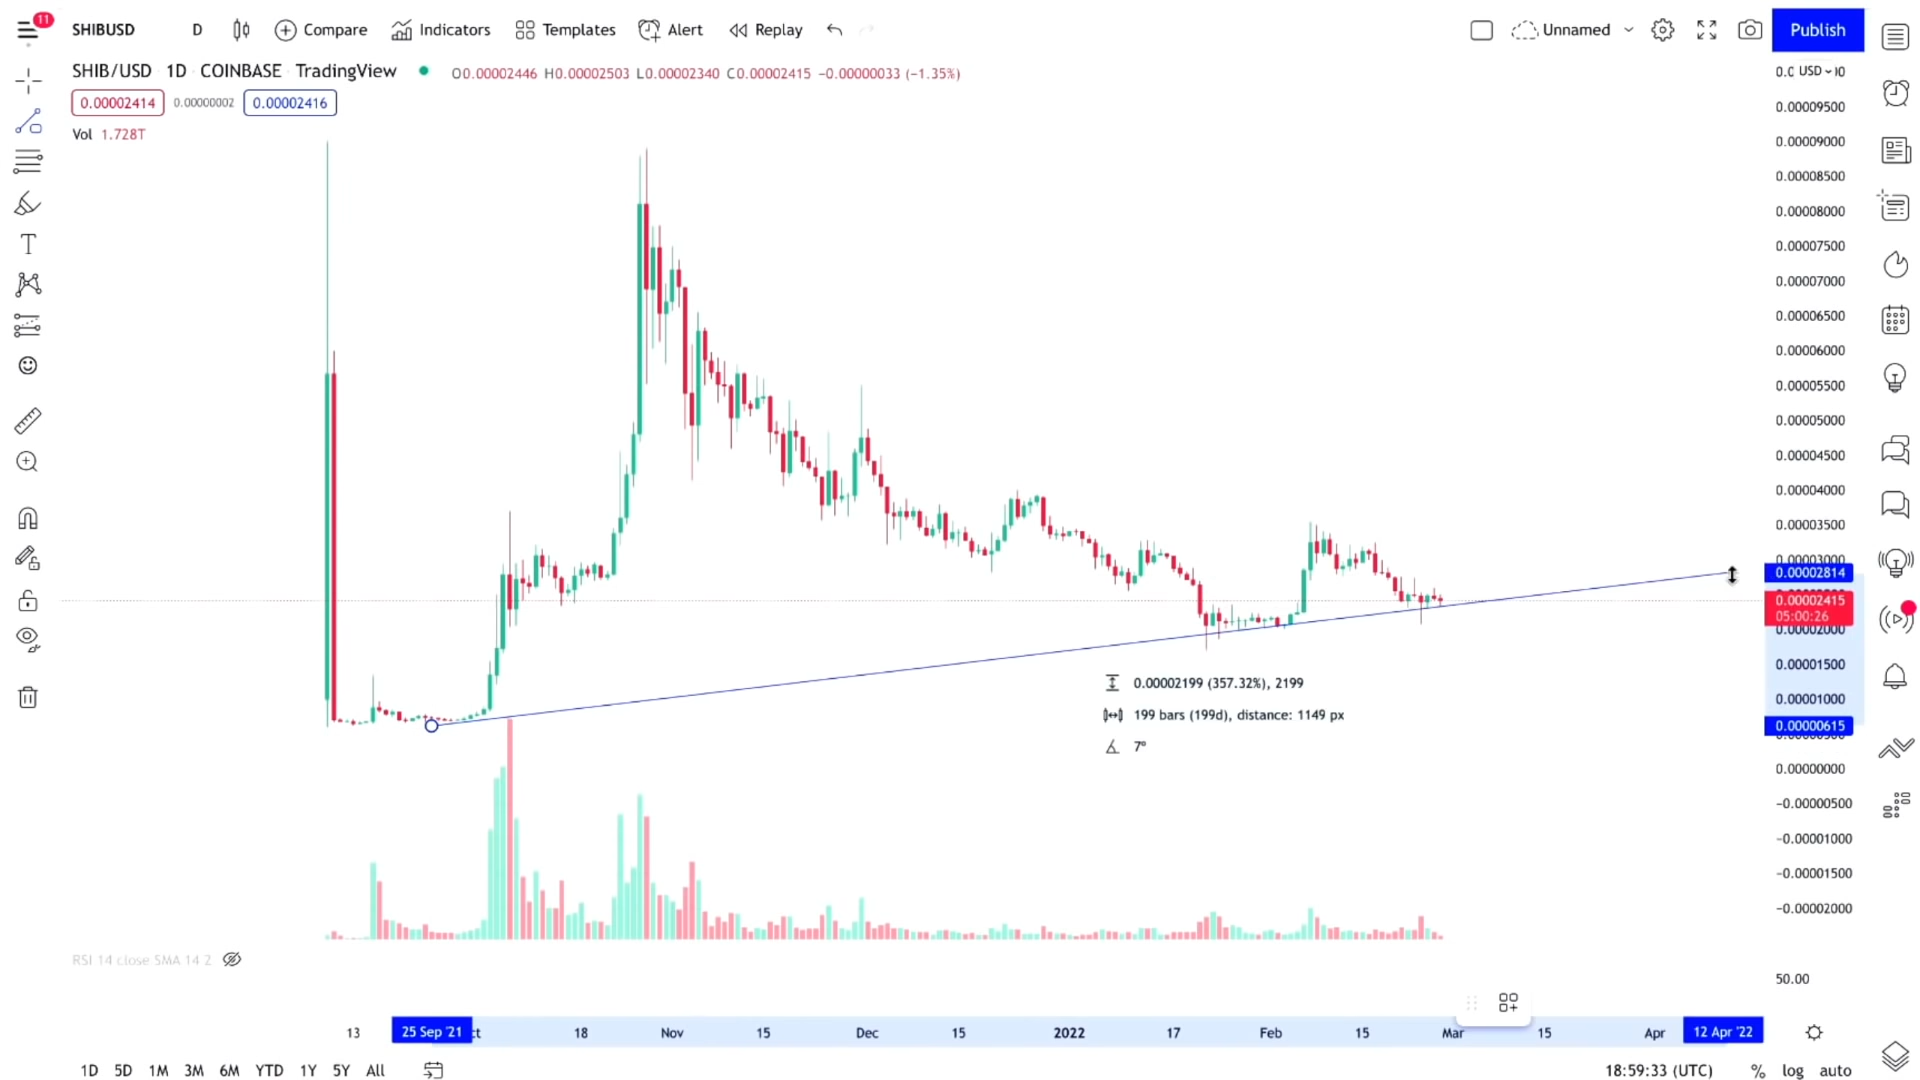 11
SHIBUSD D Compare Indicators Templates Alert Replay Unnamed Publish
SHIB/USD 1D COINBASE TradingView O0.00002446 H0.00002503 L0.00002340 C0.00002415 −0.00000033 (−1.35%)
USD
0.00002414 0.00000002 0.00002416
Vol 1.728T
0.00009500
0.00009000
0.00008500
0.00008000
0.00007500
0.00007000
0.00006500
0.00006000
0.00005500
0.00005000
0.00004500
0.00004000
0.00003500
0.00003000
0.00002814
0.00002415
05:00:26
0.00002000
0.00001500
0.00001000
0.00000615
0.00000000
−0.00000500
−0.00001000
−0.00001500
−0.00002000
0.00002199 (357.32%), 2199
199 bars (199d), distance: 1149 px
7°
RSI 14 close SMA 14 2
50.00
13 25 Sep '21 18 Nov 15 Dec 15 2022 17 Feb 15 Mar 15 Apr 12 Apr '22
1D 5D 1M 3M 6M YTD 1Y 5Y All 18:59:33 (UTC) % log auto